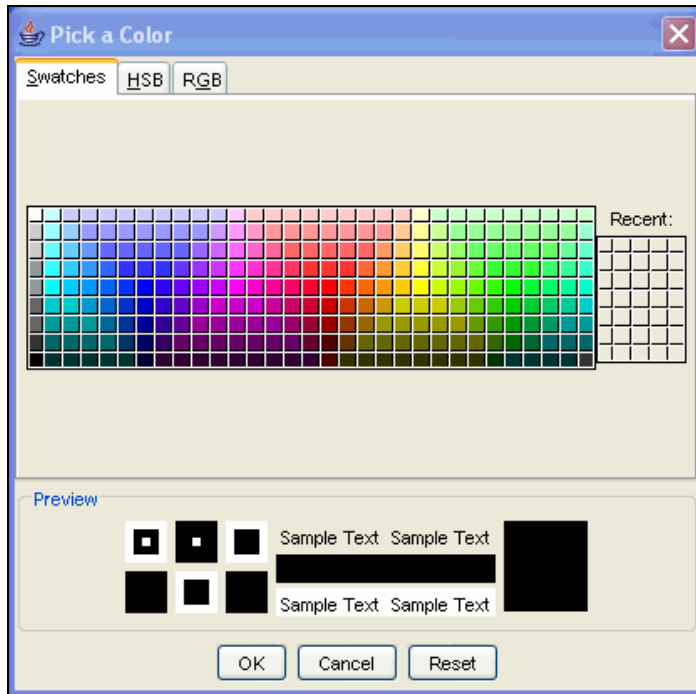 Pick a Color
Swatches HSB RGB
Recent:
Preview
Sample Text Sample Text
Sample Text Sample Text
OK Cancel Reset